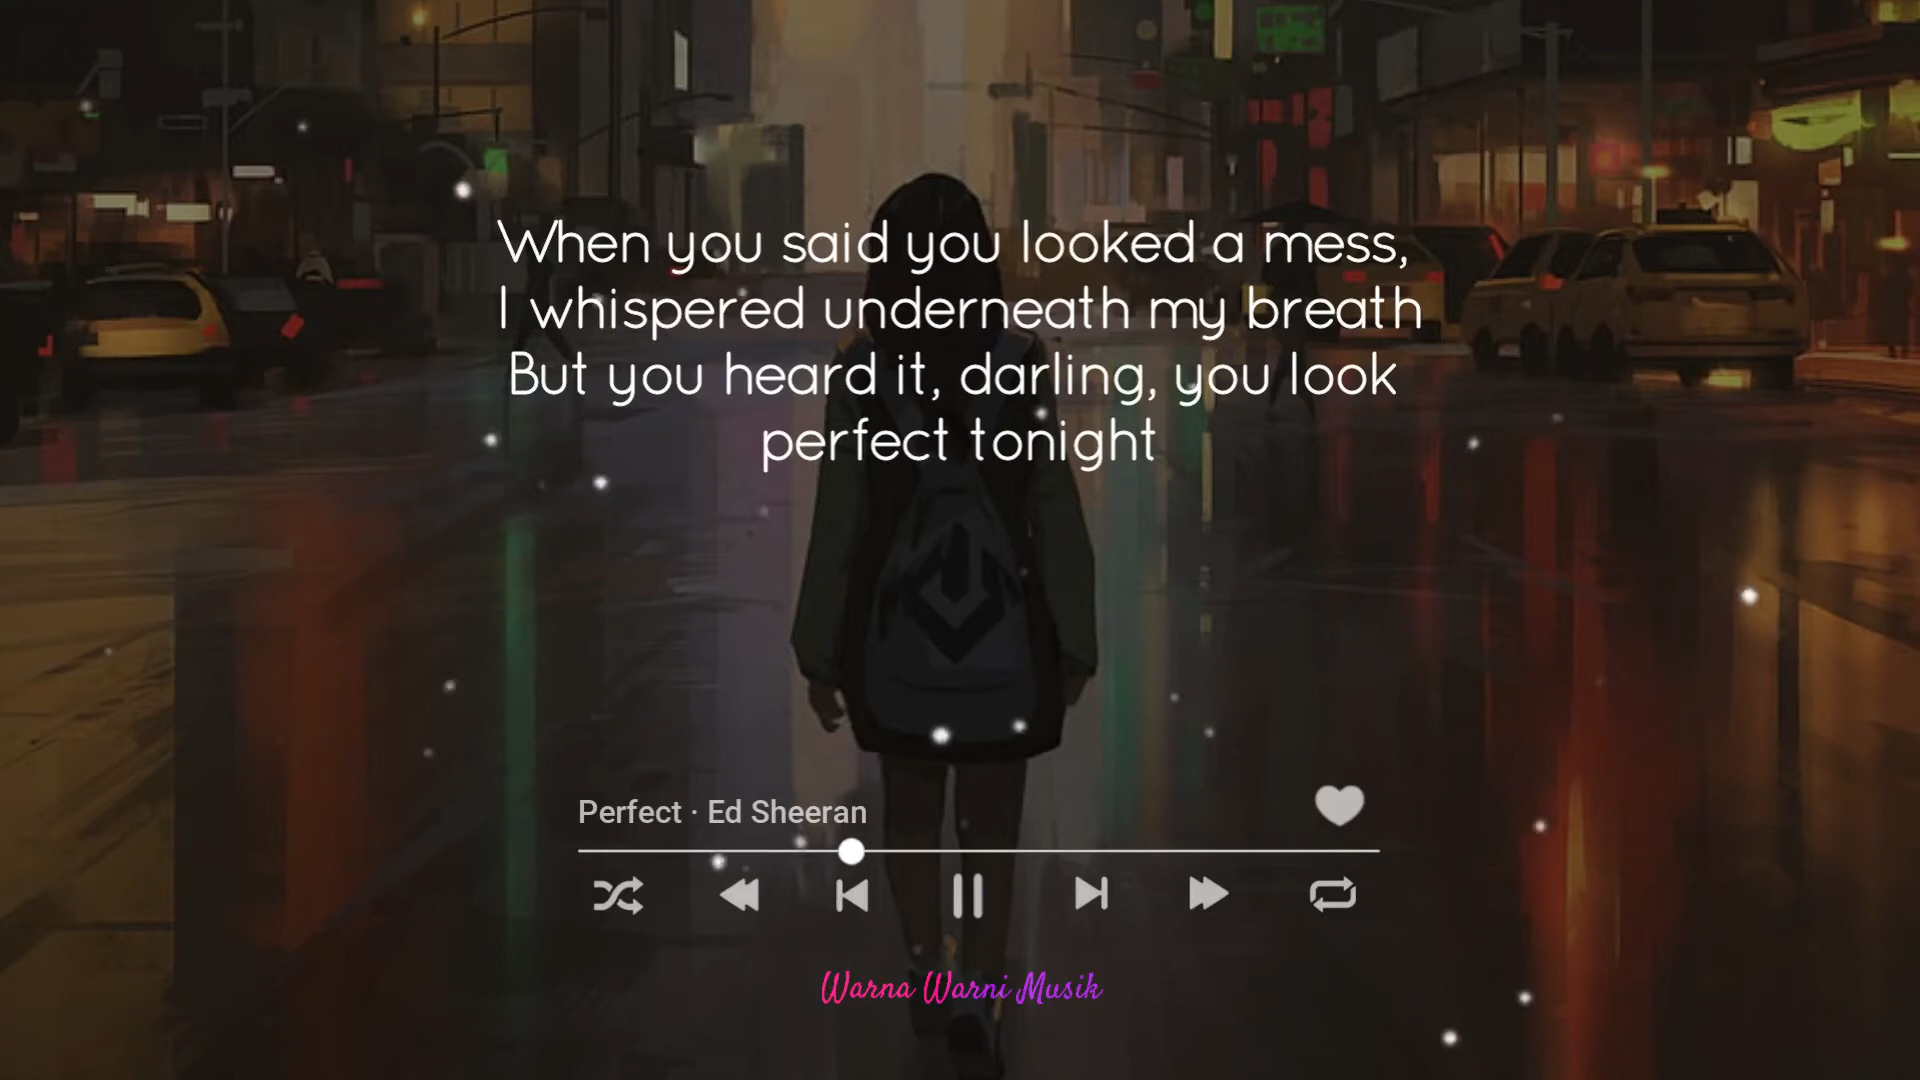 When you said you looked a mess,
I whispered underneath my breath
But you heard it, darling, you look
perfect tonight
Perfect · Ed Sheeran
Warna Warni Musik